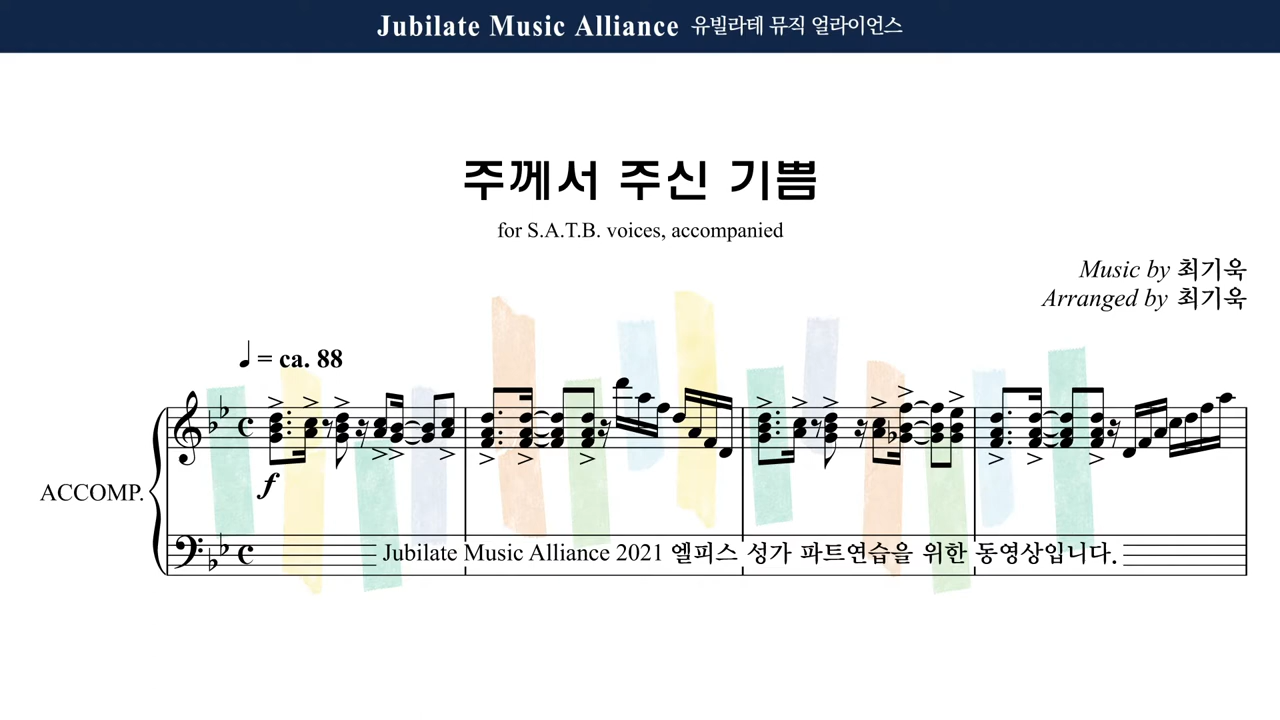 Jubilate Music Alliance 유빌라테 뮤직 얼라이언스
주께서 주신 기쁨
for S.A.T.B. voices, accompanied
Music by 최기욱
Arranged by 최기욱
♩ = ca. 88
f
ACCOMP.
Jubilate Music Alliance 2021 엘피스 성가 파트연습을 위한 동영상입니다.